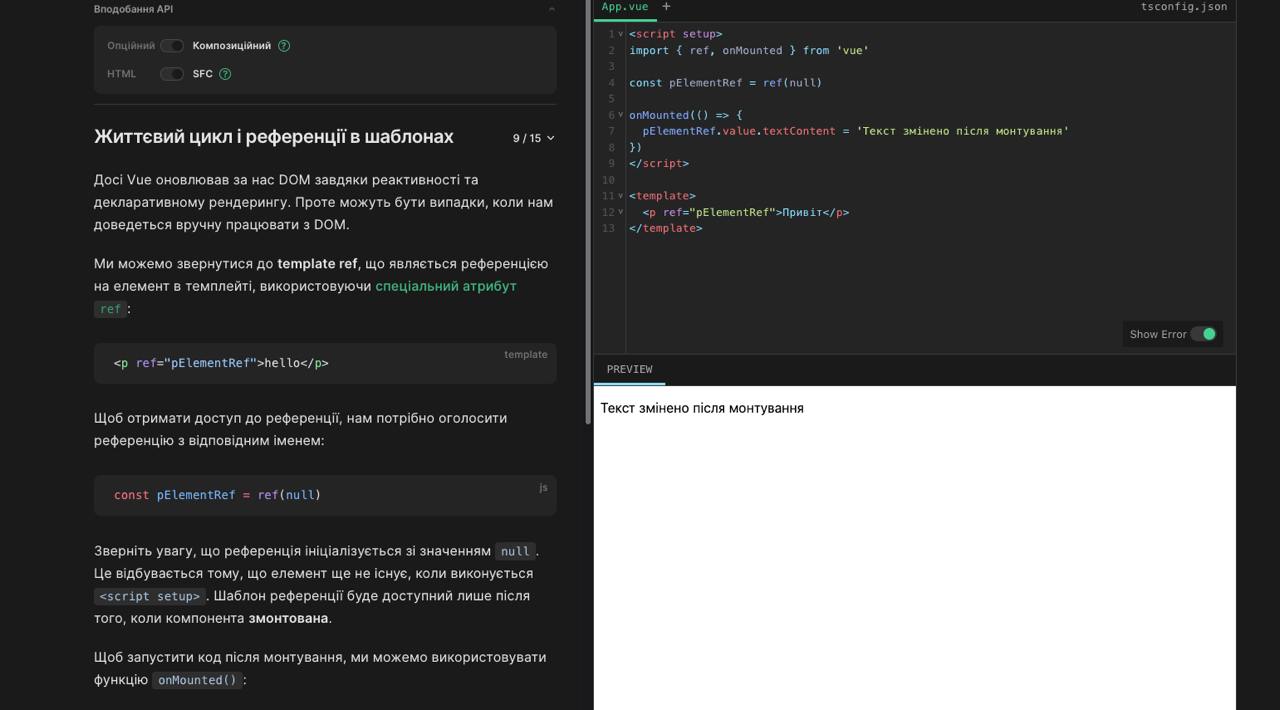 Вподобання API
Опційний Композиційний ?
HTML SFC ?
Життєвий цикл і референції в шаблонах 9 / 15
Досі Vue оновлював за нас DOM завдяки реактивності та
декларативному рендерингу. Проте можуть бути випадки, коли нам
доведеться вручну працювати з DOM.
Ми можемо звернутися до template ref, що являється референцією
на елемент в темплейті, використовуючи спеціальний атрибут
ref :
template
<p ref="pElementRef">hello</p>
Щоб отримати доступ до референції, нам потрібно оголосити
референцію з відповідним іменем:
js
const pElementRef = ref(null)
Зверніть увагу, що референція ініціалізується зі значенням null .
Це відбувається тому, що елемент ще не існує, коли виконується
<script setup> . Шаблон референції буде доступний лише після
того, коли компонента змонтована.
Щоб запустити код після монтування, ми можемо використовувати
функцію onMounted() :
App.vue + tsconfig.json
1 <script setup>
2 import { ref, onMounted } from 'vue'
3
4 const pElementRef = ref(null)
5
6 onMounted(() => {
7 pElementRef.value.textContent = 'Текст змінено після монтування'
8 })
9 </script>
10
11 <template>
12 <p ref="pElementRef">Привіт</p>
13 </template>
Show Error
PREVIEW
Текст змінено після монтування